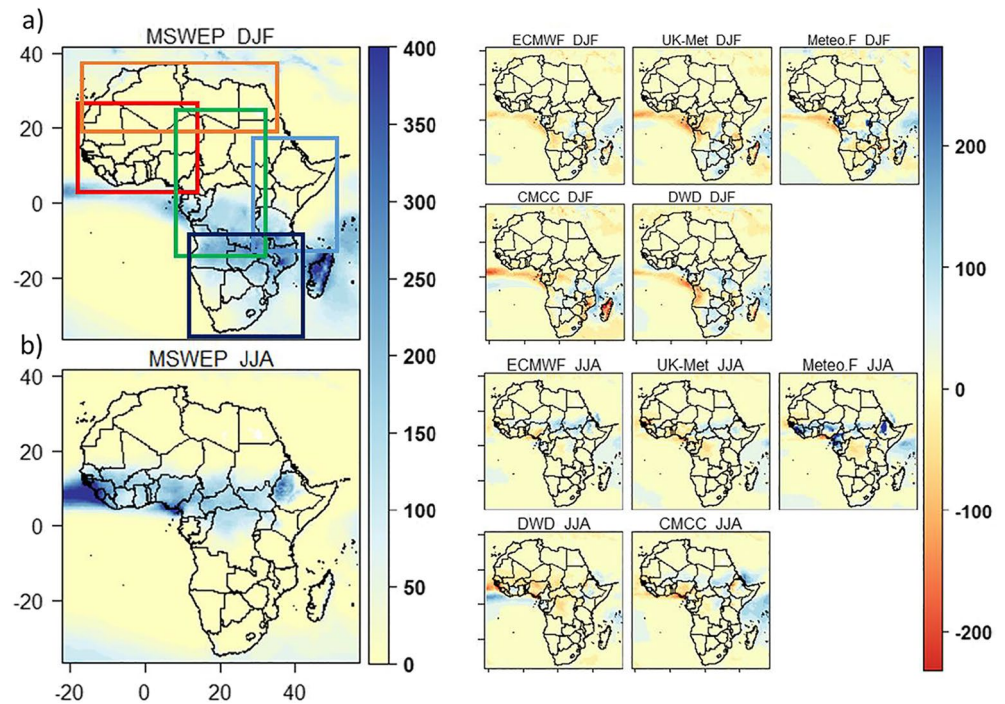 a)
MSWEP DJF
40
20
0
-20
400
350
300
250
200
150
100
50
0
b)
MSWEP JJA
40
20
0
-20
-20
0
20
40
ECMWF DJF
UK-Met DJF
Meteo.F DJF
CMCC DJF
DWD DJF
ECMWF JJA
UK-Met JJA
Meteo.F JJA
DWD JJA
CMCC JJA
200
100
0
-100
-200